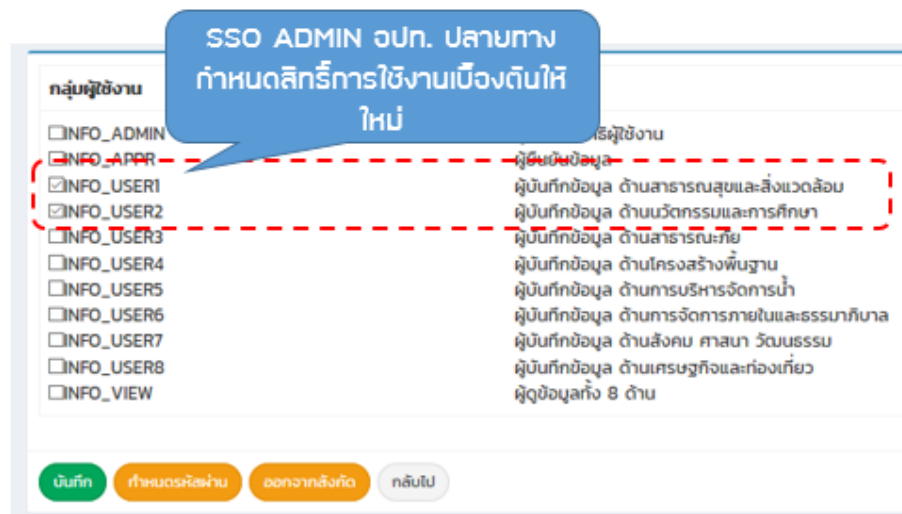 SSO ADMIN อปท. ปลายทาง
กำหนดสิทธิ์การใช้งานเบื้องต้นให้
ใหม่
กลุ่มผู้ใช้งาน
INFO_ADMIN ธิผู้ใช้งาน
INFO_APPR ผู้ยืนยันข้อมูล
INFO_USER1 ผู้บันทึกข้อมูล ด้านสาธารณสุขและสิ่งแวดล้อม
INFO_USER2 ผู้บันทึกข้อมูล ด้านนวัตกรรมและการศึกษา
INFO_USER3 ผู้บันทึกข้อมูล ด้านสาธารณะภัย
INFO_USER4 ผู้บันทึกข้อมูล ด้านโครงสร้างพื้นฐาน
INFO_USER5 ผู้บันทึกข้อมูล ด้านการบริหารจัดการน้ำ
INFO_USER6 ผู้บันทึกข้อมูล ด้านการจัดการภายในและธรรมาภิบาล
INFO_USER7 ผู้บันทึกข้อมูล ด้านสังคม ศาสนา วัฒนธรรม
INFO_USER8 ผู้บันทึกข้อมูล ด้านเศรษฐกิจและท่องเที่ยว
INFO_VIEW ผู้ดูข้อมูลทั้ง 8 ด้าน
บันทึก กำหนดรหัสผ่าน ออกจากสังกัด กลับไป